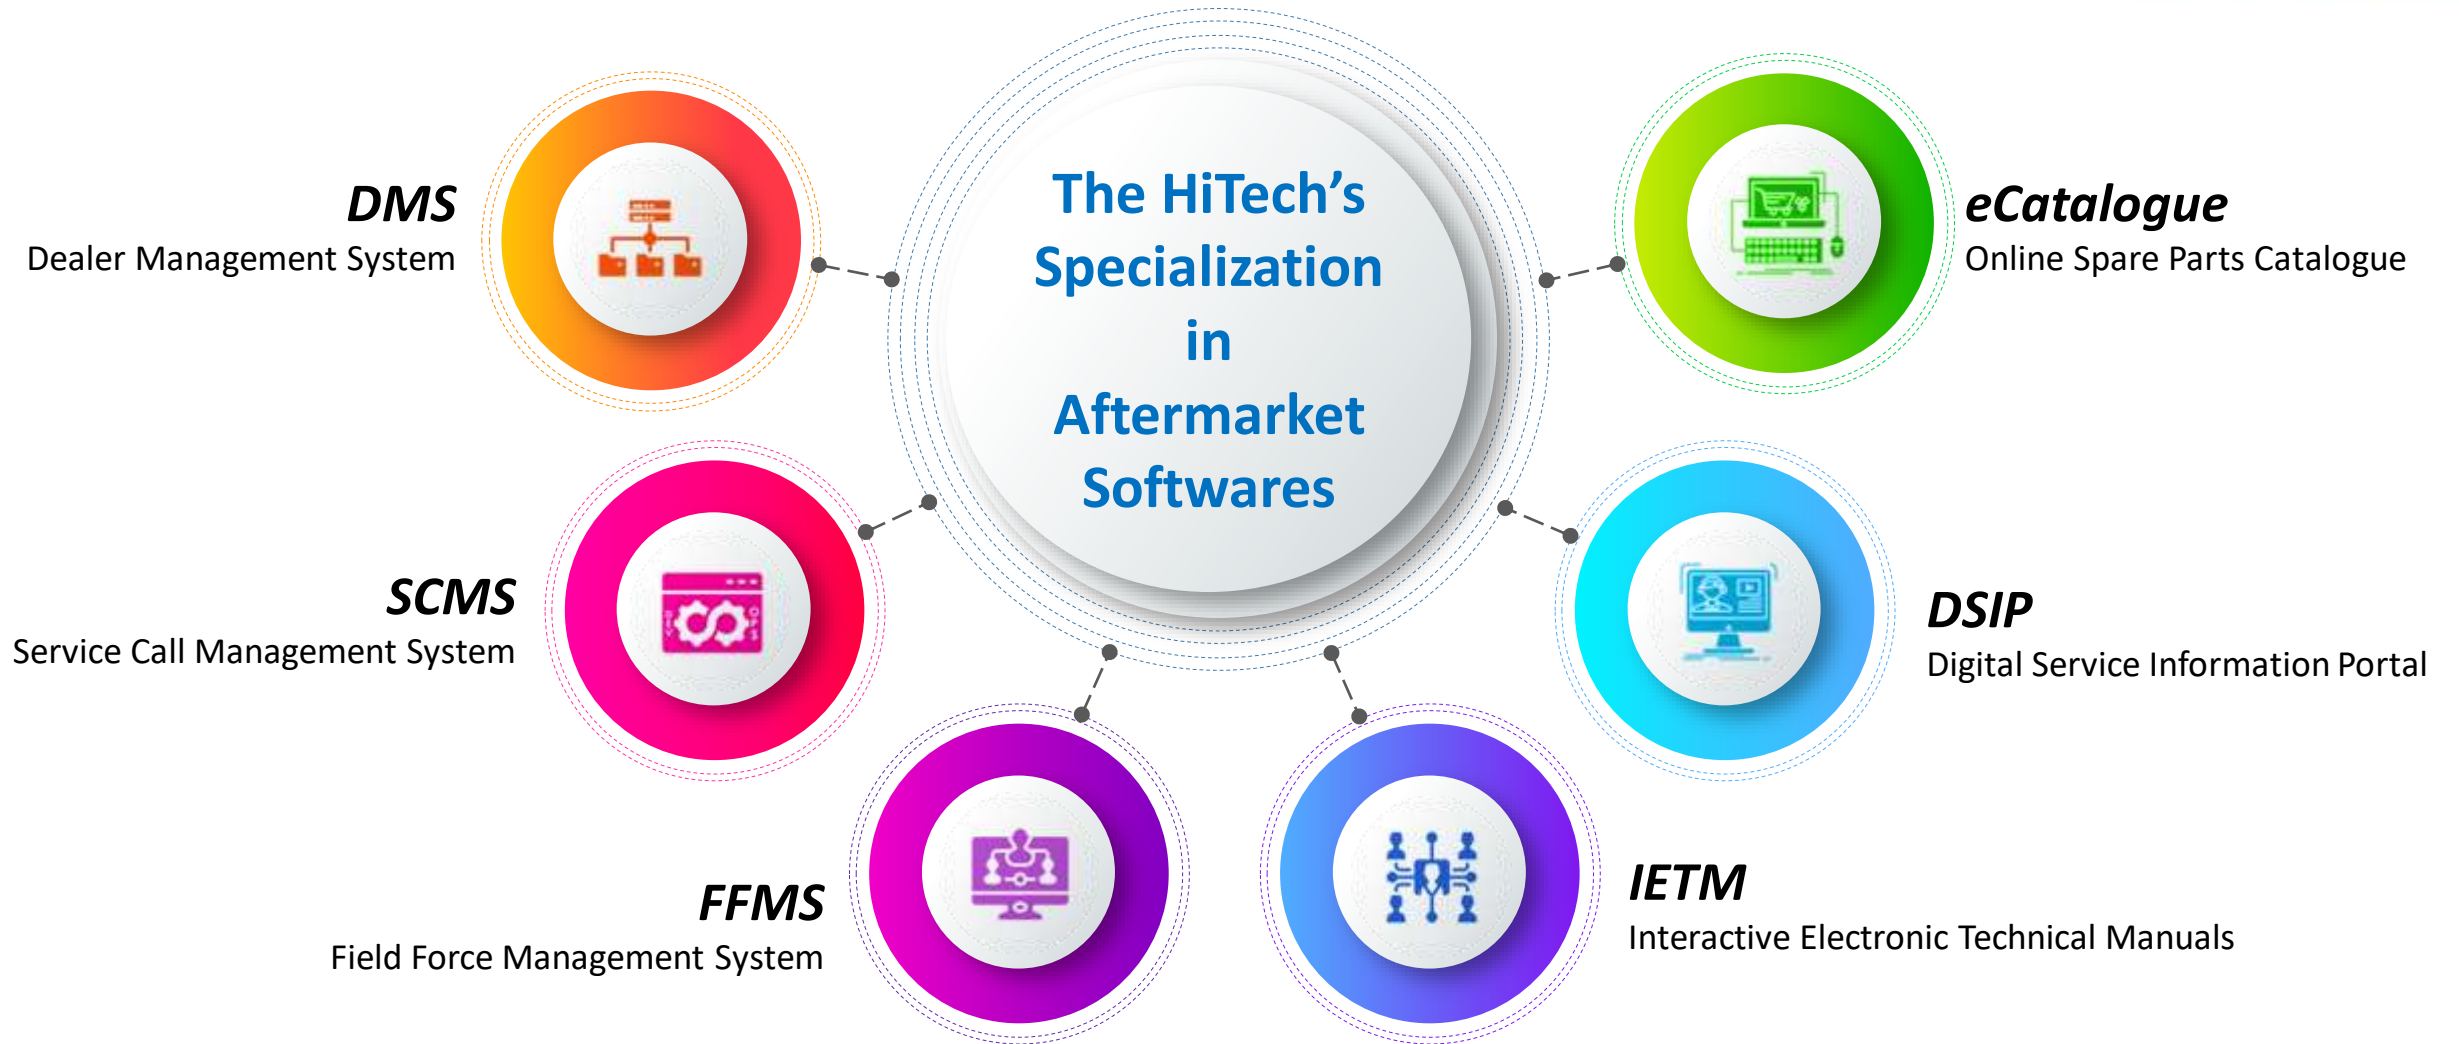 The HiTech’s
Specialization
in
Aftermarket
Softwares
DMS
Dealer Management System
SCMS
Service Call Management System
FFMS
Field Force Management System
IETM
Interactive Electronic Technical Manuals
DSIP
Digital Service Information Portal
eCatalogue
Online Spare Parts Catalogue